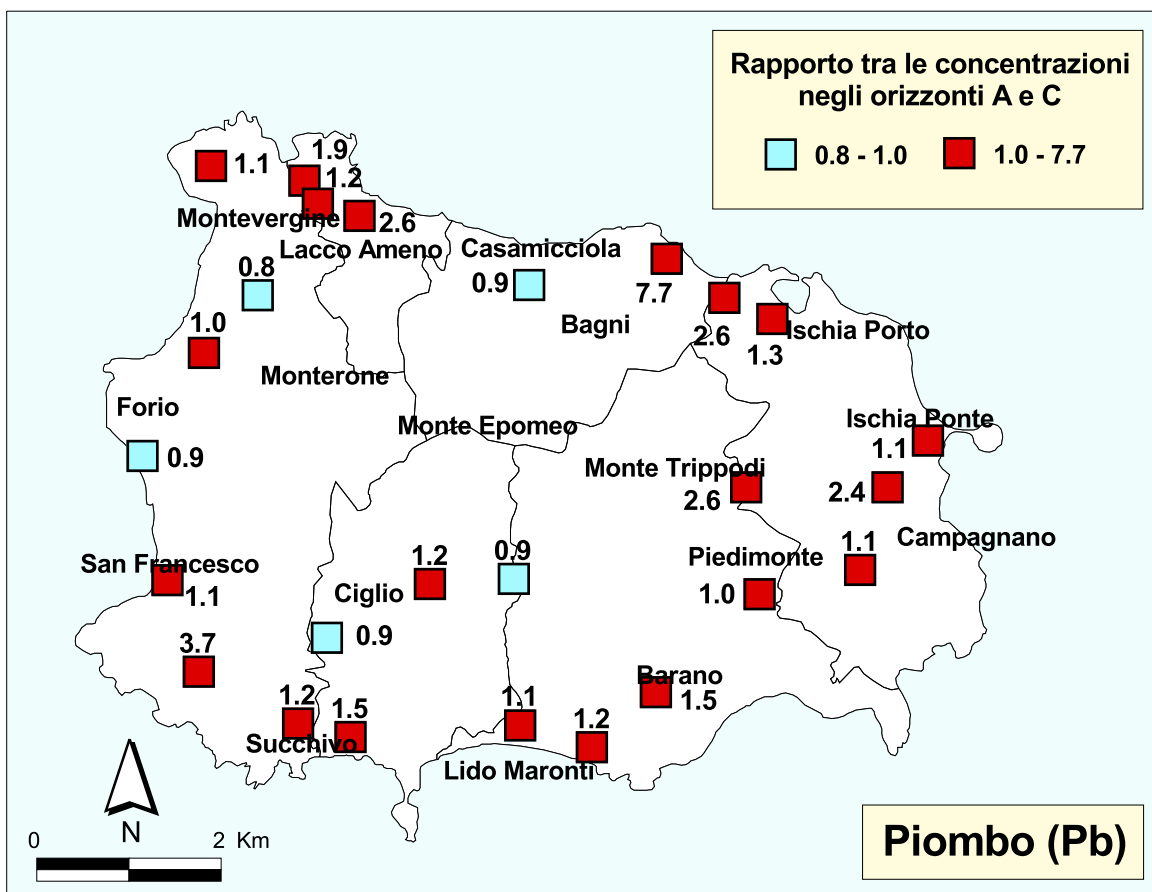 Rapporto tra le concentrazioni
negli orizzonti A e C
0.8 - 1.0
1.0 - 7.7
1.9
1.1
1.2
Montevergine
2.6
Lacco Ameno
Casamicciola
0.8
0.9
7.7
Bagni
1.0
2.6
Ischia Porto
1.3
Monterone
Forio
Monte Epomeo
Ischia Ponte
1.1
0.9
Monte Trippodi
2.6
2.4
Campagnano
1.1
San Francesco
1.1
1.2
0.9
Piedimonte
1.0
Ciglio
0.9
3.7
Barano
1.5
1.2
1.5
1.1
1.2
Succhivo
Lido Maronti
N
0
2 Km
Piombo (Pb)